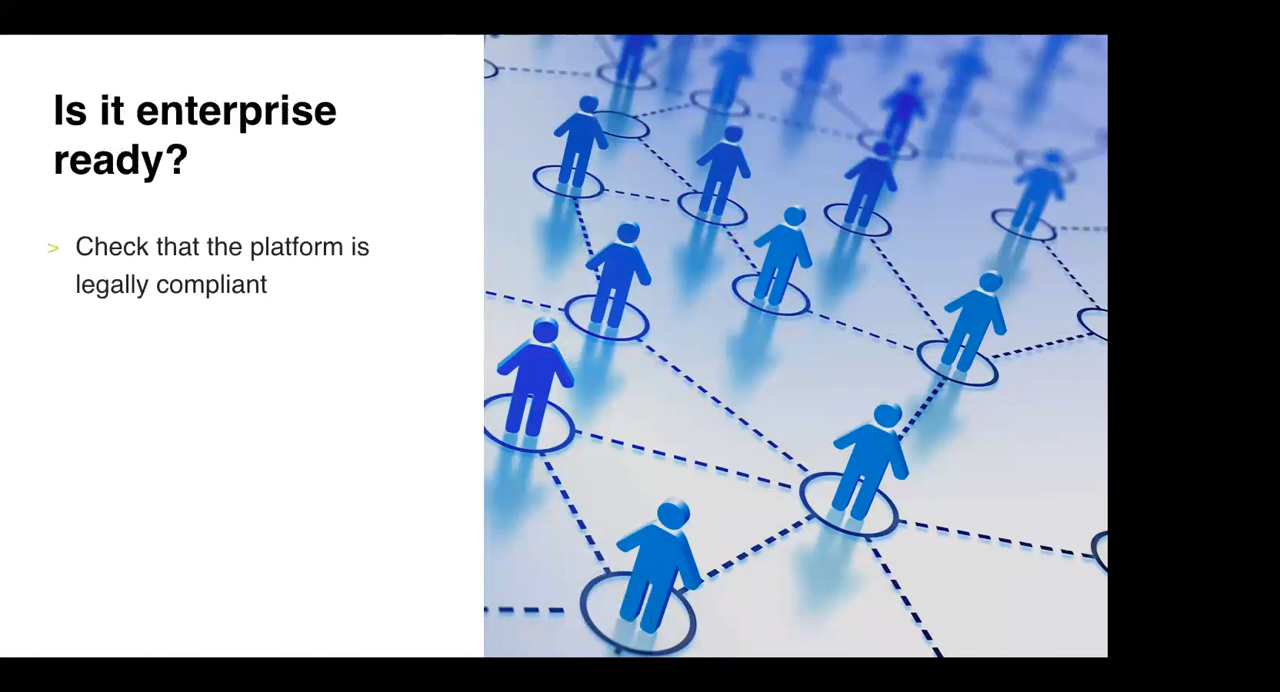 Is it enterprise
ready?
> Check that the platform is
legally compliant